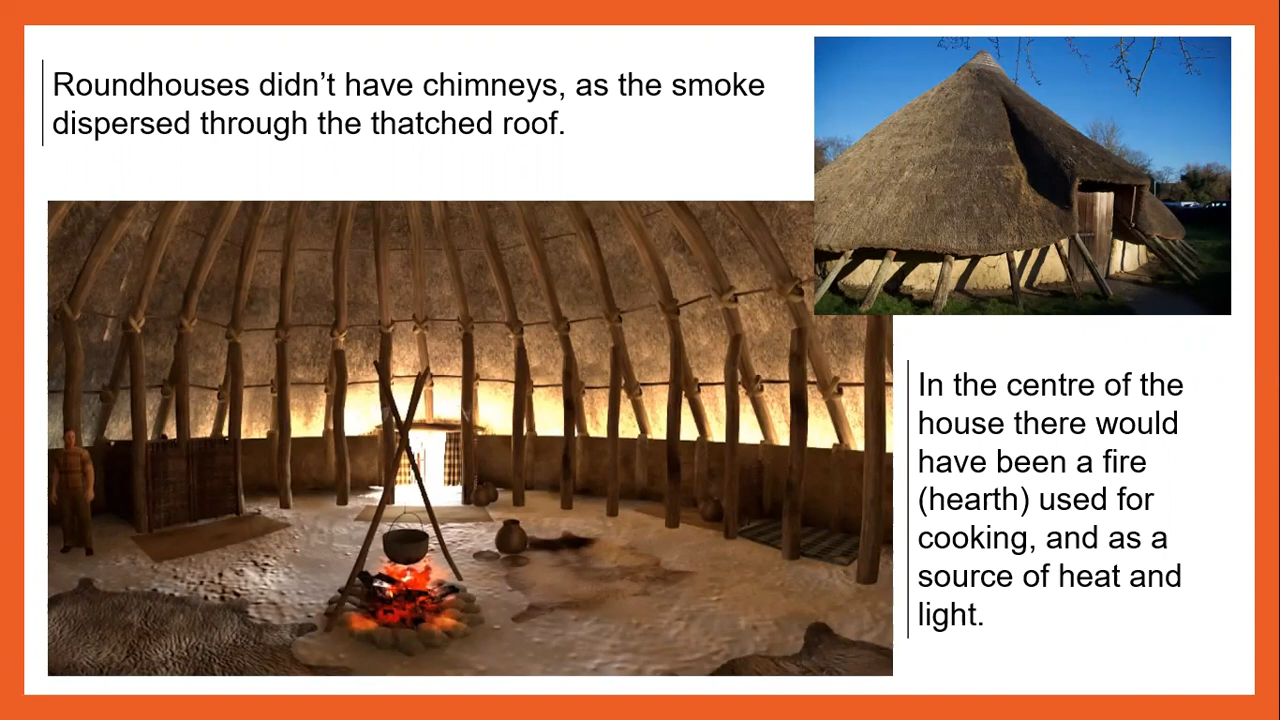 Roundhouses didn’t have chimneys, as the smoke
dispersed through the thatched roof.
In the centre of the
house there would
have been a fire
(hearth) used for
cooking, and as a
source of heat and
light.